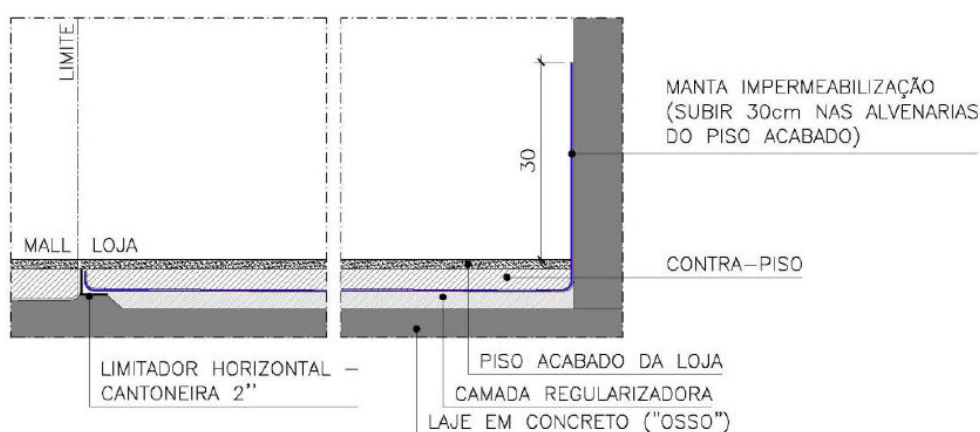 LIMITE
MANTA IMPERMEABILIZAÇÃO
(SUBIR 30cm NAS ALVENARIAS
DO PISO ACABADO)
30
MALL LOJA
CONTRA-PISO
LIMITADOR HORIZONTAL -
CANTONEIRA 2''
PISO ACABADO DA LOJA
CAMADA REGULARIZADORA
LAJE EM CONCRETO ("OSSO")